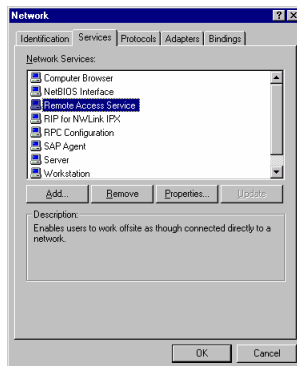 Network
Identification Services Protocols Adapters Bindings
Network Services:
Computer Browser
NetBIOS Interface
Remote Access Service
RIP for NWLink IPX
RPC Configuration
SAP Agent
Server
Workstation
Add... Remove Properties... Update
Description:
Enables users to work offsite as though connected directly to a
network.
OK Cancel